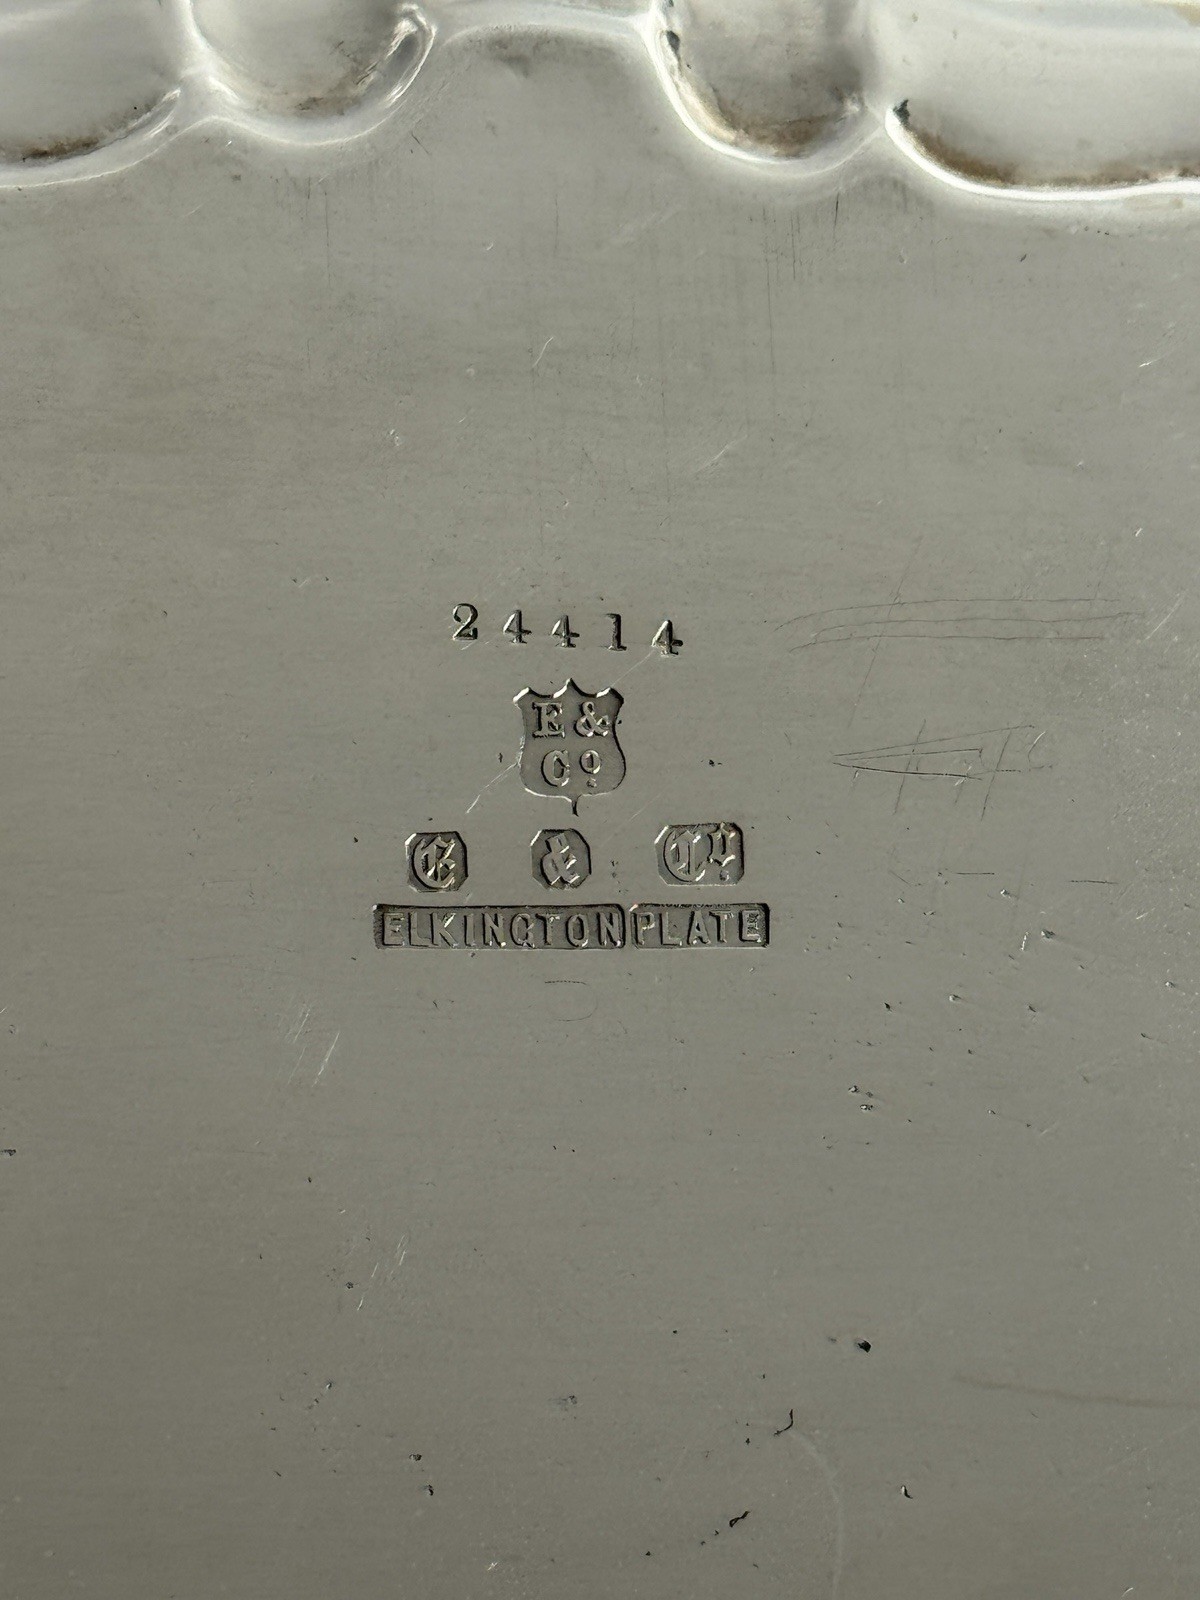 24414
E &
Cº
E & Cº
ELKINGTON PLATE